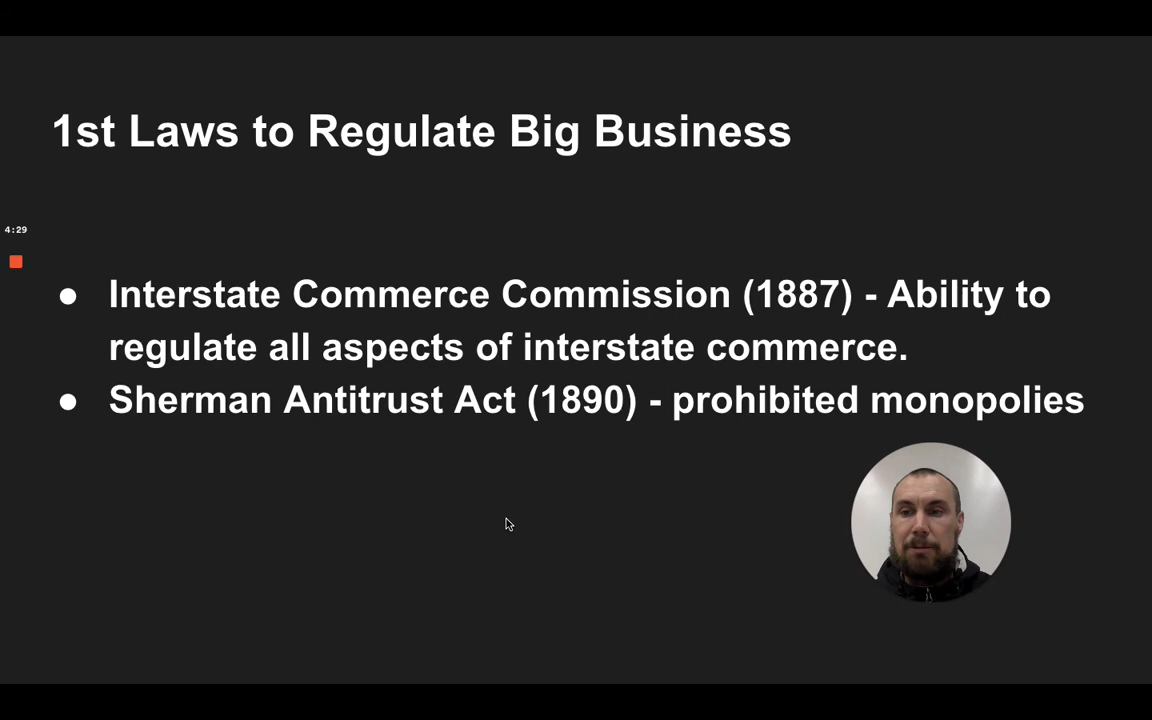 1st Laws to Regulate Big Business
4:29
● Interstate Commerce Commission (1887) - Ability to
regulate all aspects of interstate commerce.
● Sherman Antitrust Act (1890) - prohibited monopolies